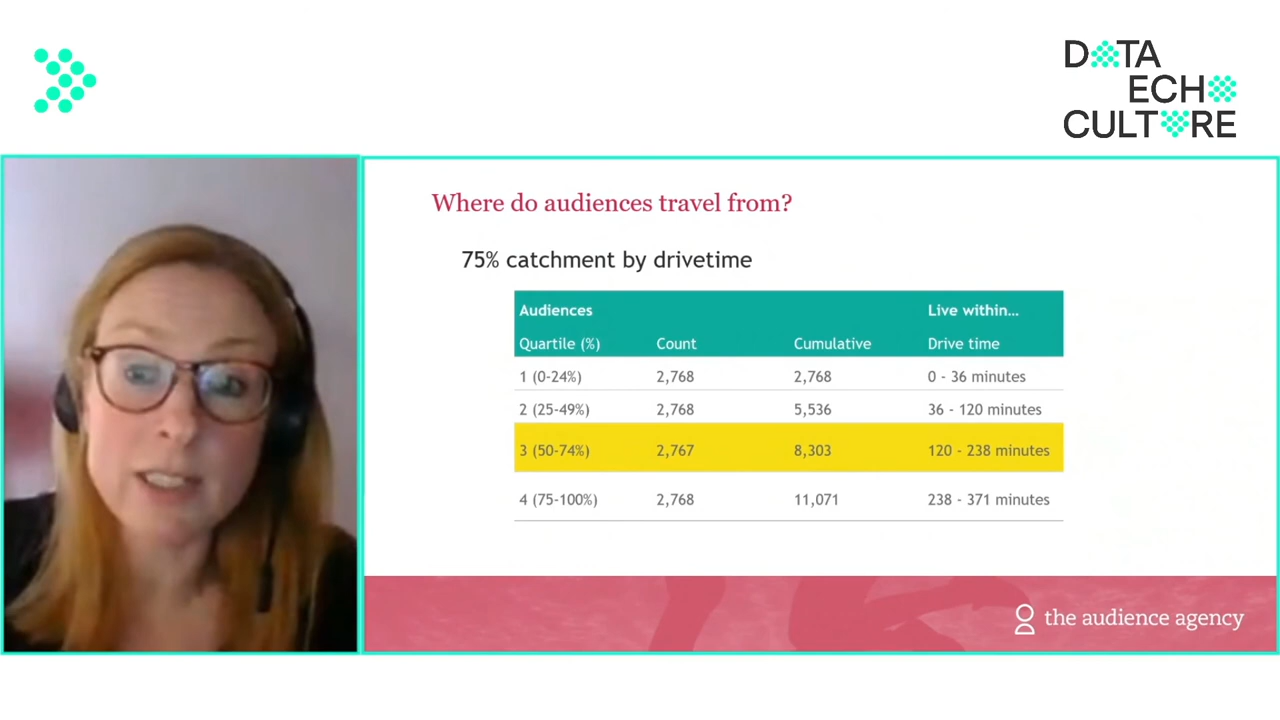 DATA
ECHO
CULTURE
Where do audiences travel from?
75% catchment by drivetime
Audiences Live within…
Quartile (%) Count Cumulative Drive time
1 (0-24%) 2,768 2,768 0 - 36 minutes
2 (25-49%) 2,768 5,536 36 - 120 minutes
3 (50-74%) 2,767 8,303 120 - 238 minutes
4 (75-100%) 2,768 11,071 238 - 371 minutes
the audience agency